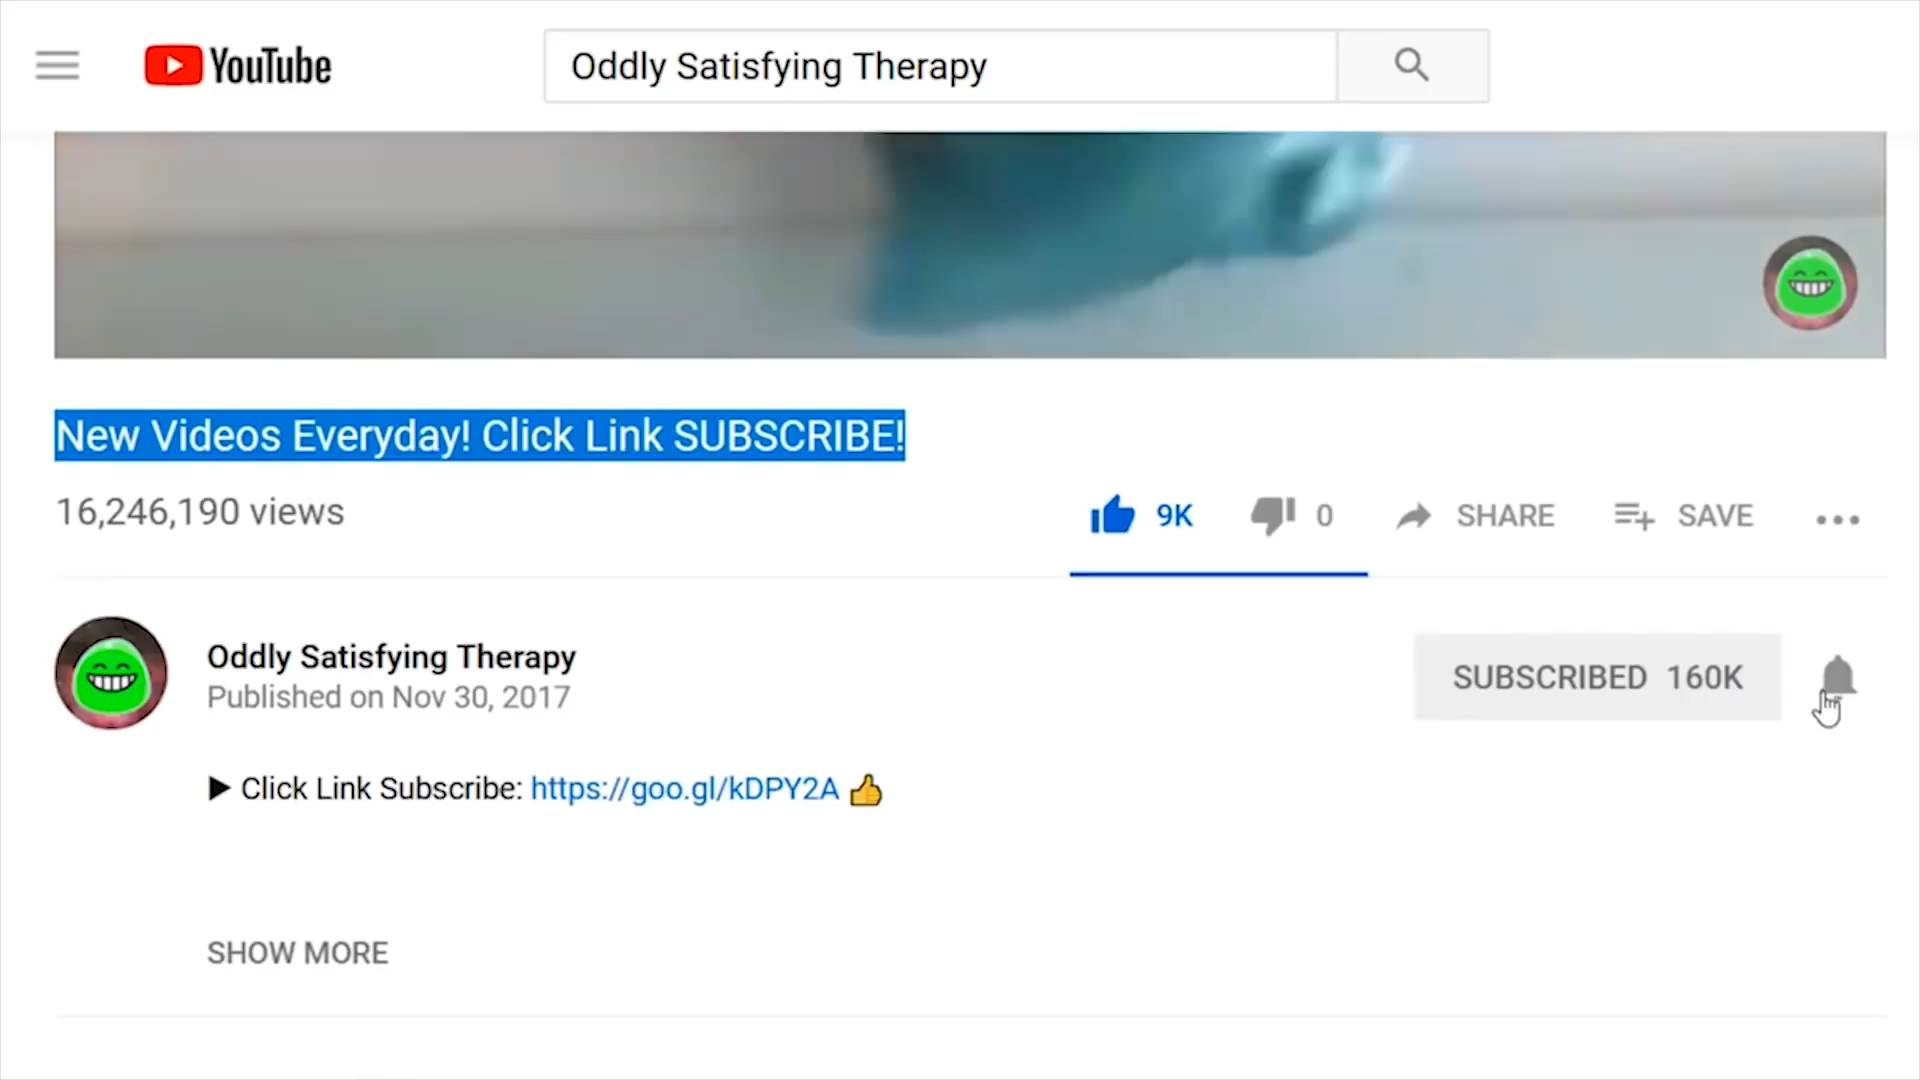 YouTube
Oddly Satisfying Therapy
New Videos Everyday! Click Link SUBSCRIBE!
16,246,190 views
9K 0 SHARE SAVE
Oddly Satisfying Therapy
Published on Nov 30, 2017
SUBSCRIBED 160K
▶ Click Link Subscribe: https://goo.gl/kDPY2A 👍
SHOW MORE